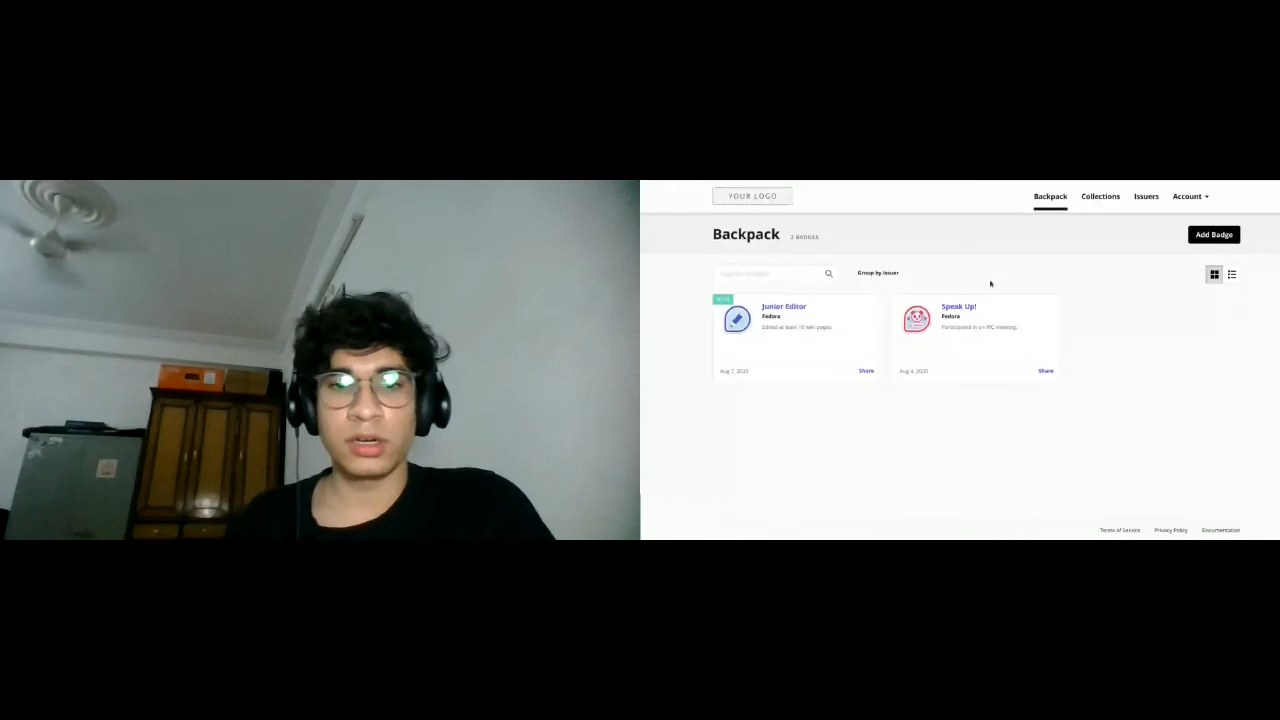 YOUR LOGO
Backpack
Collections
Issuers
Account
Backpack
2 BADGES
Add Badge
Group by issuer
NEW
Junior Editor
Fedora
Edited at least 10 wiki pages
Aug 7, 2020
Share
Speak Up!
Fedora
Participated in an IRC meeting.
Aug 4, 2020
Share
Terms of Service
Privacy Policy
Documentation